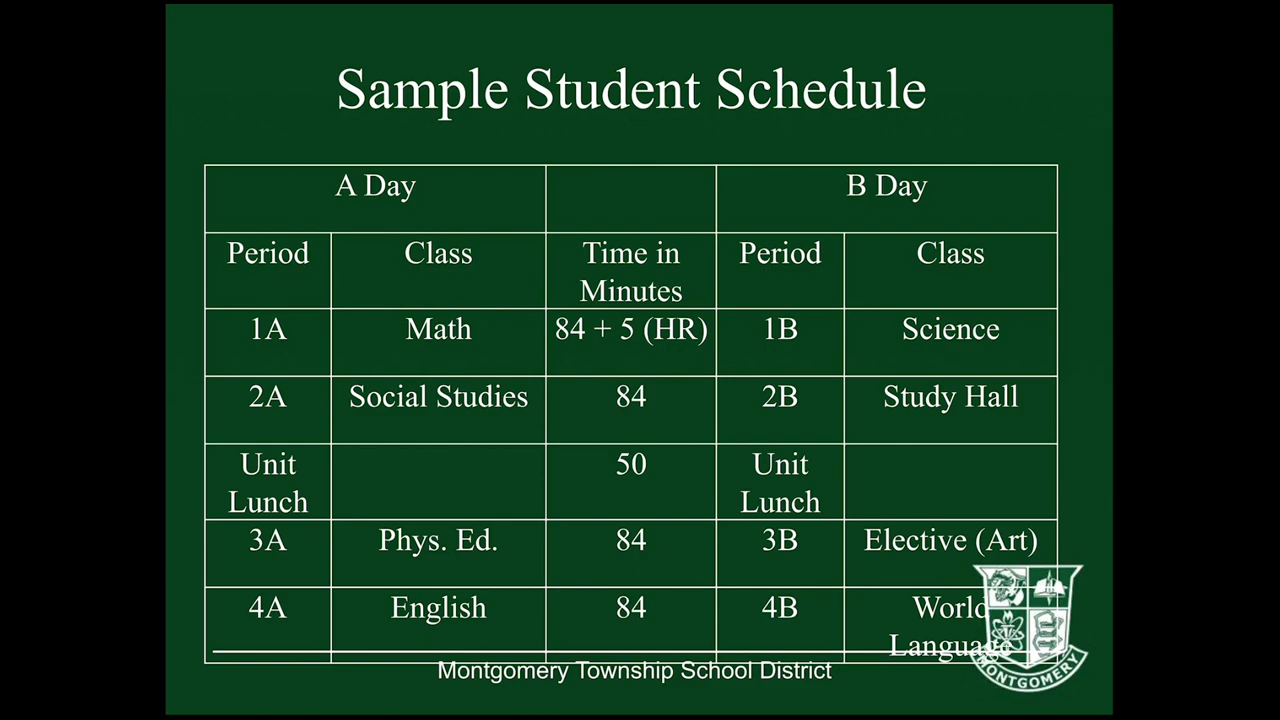 Sample Student Schedule
A Day B Day
Period Class Time in Minutes Period Class
1A Math 84 + 5 (HR) 1B Science
2A Social Studies 84 2B Study Hall
Unit Lunch 50 Unit Lunch
3A Phys. Ed. 84 3B Elective (Art)
4A English 84 4B World Language
Montgomery Township School District
MONTGOMERY